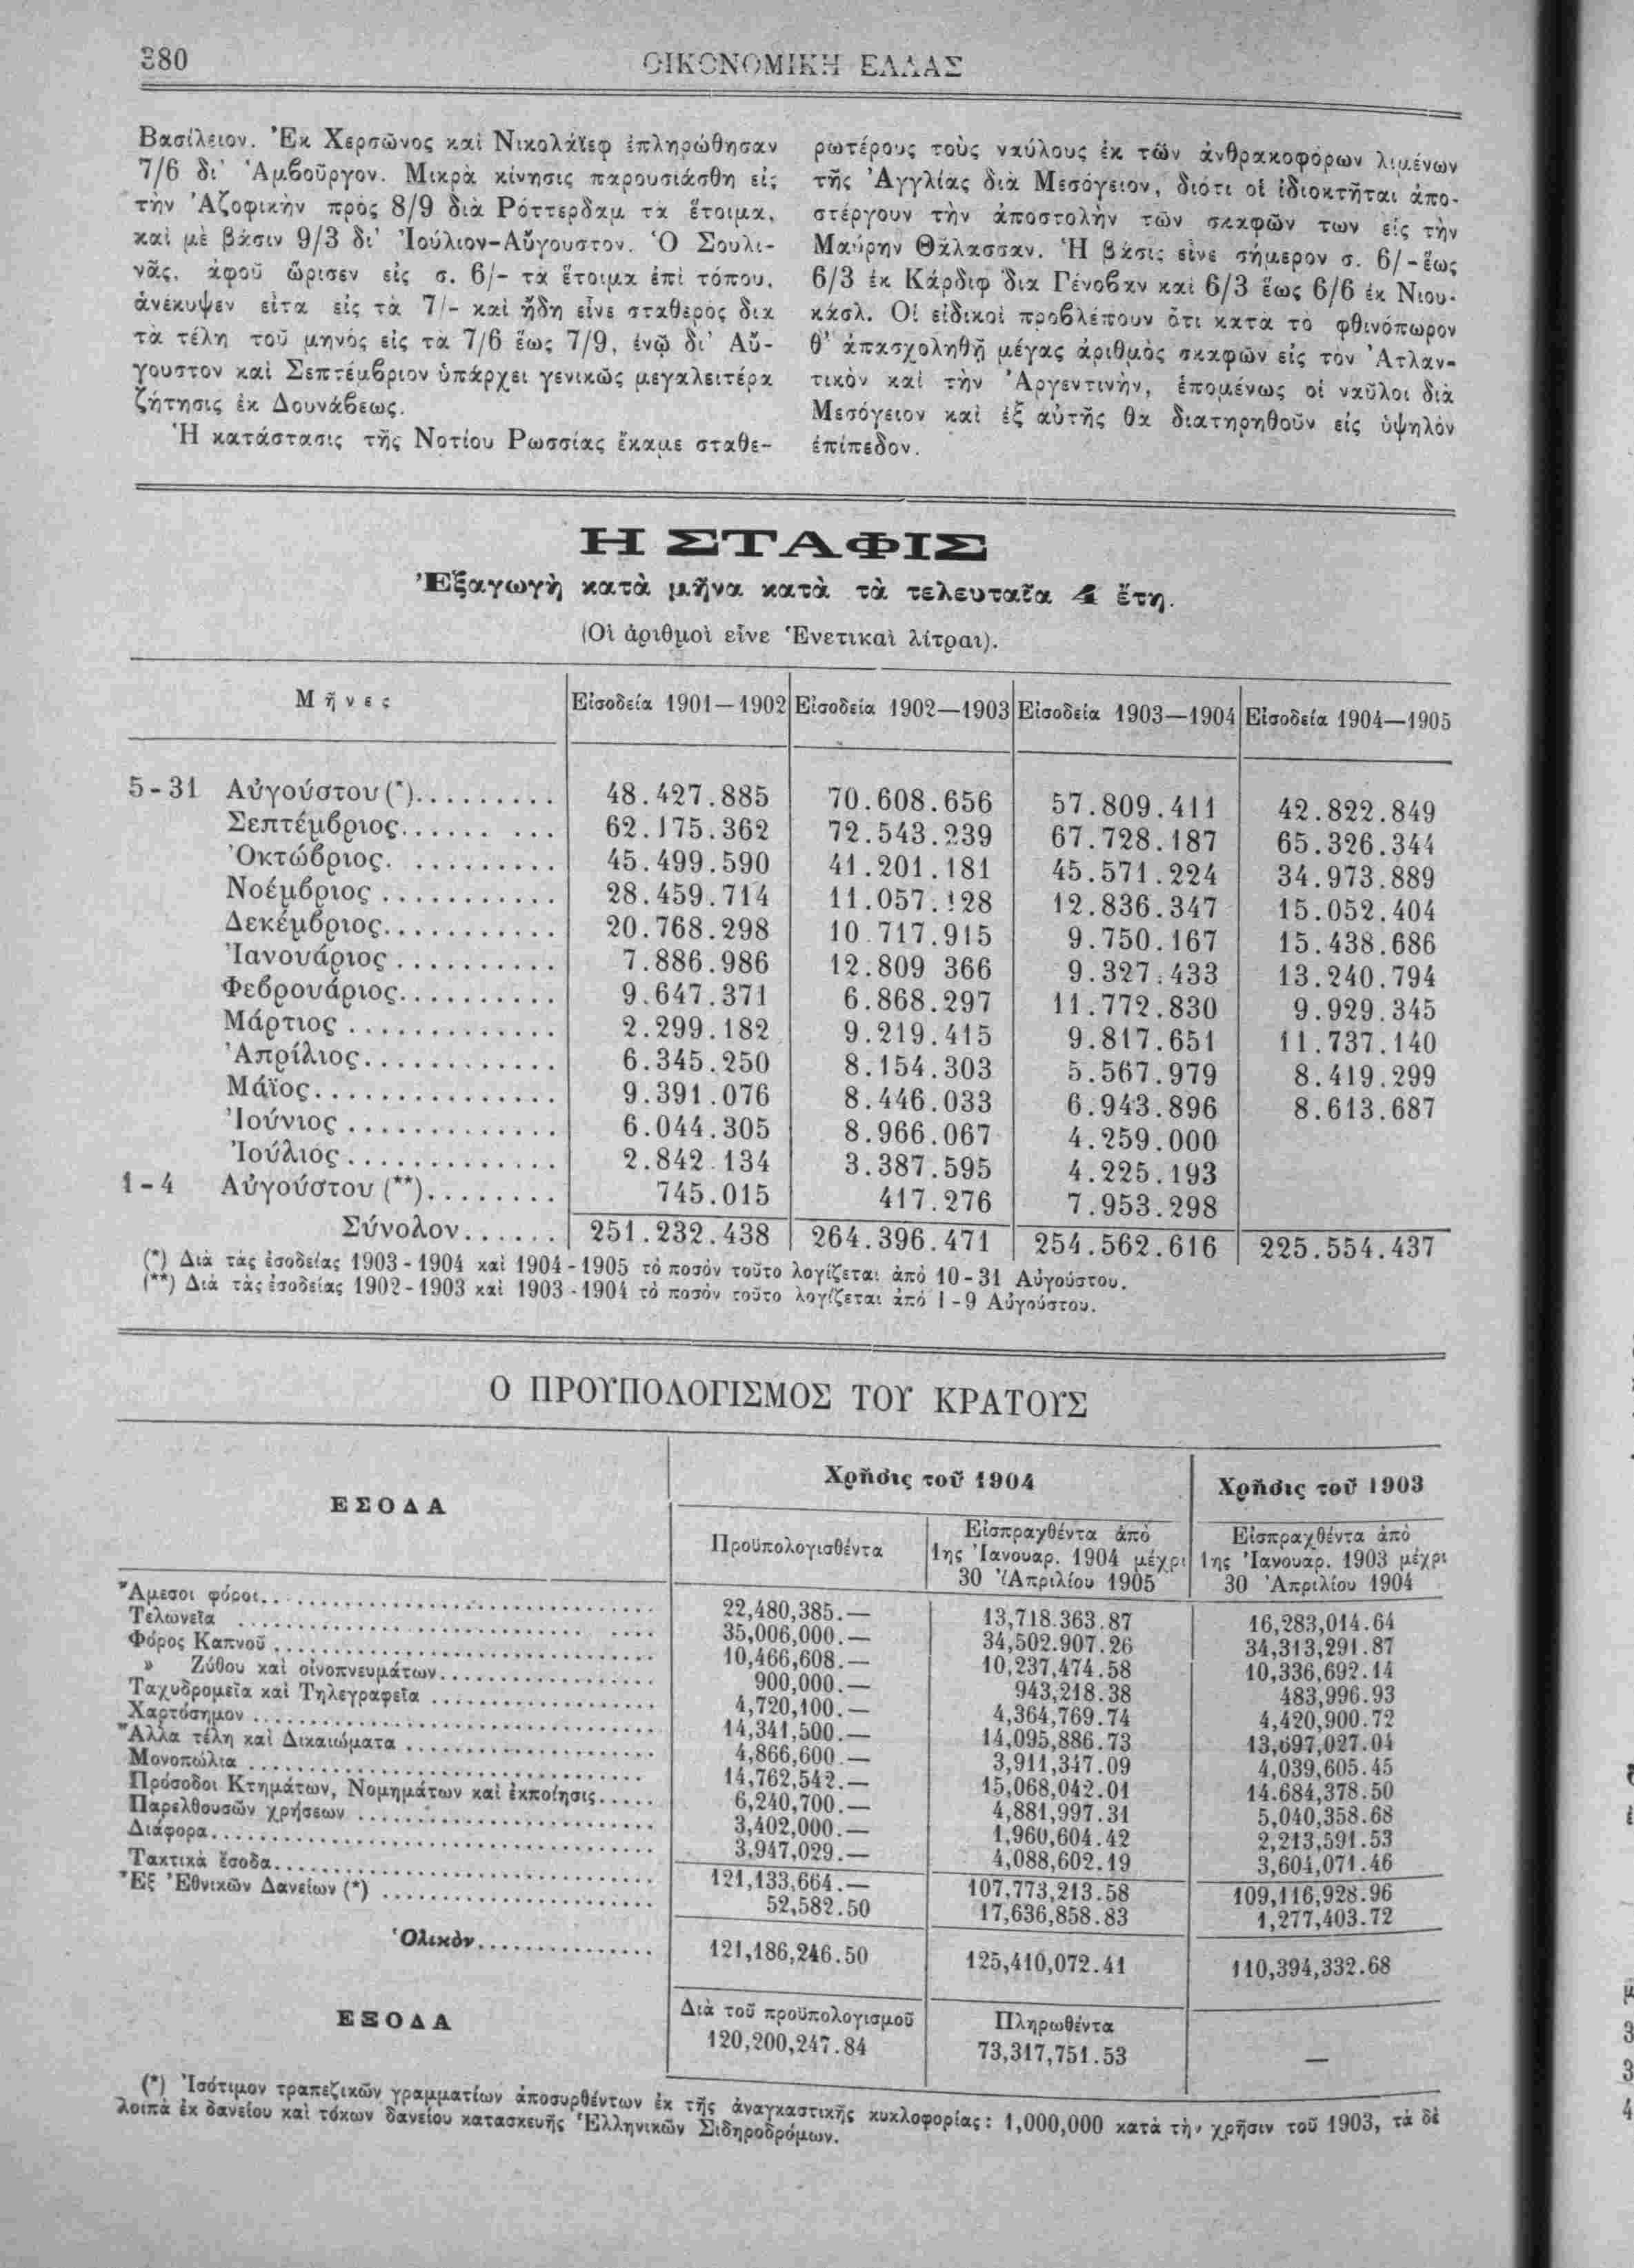 380
ΟΙΚΟΝΟΜΙΚΗ ΕΛΛΑΣ
Βασίλειον. Ἐκ Χερσῶνος καὶ Νικολάϊεφ ἐπληρώθησαν
7/6 δι' Ἁμβοῦργον. Μικρὰ κίνησις παρουσιάσθη εἰς
τὴν Ἀζοφικὴν πρὸς 8/9 διὰ Ρόττερδαμ τὰ ἕτοιμα,
καὶ μὲ βάσιν 9/3 δι' Ἰούλιον-Αὔγουστον. Ὁ Σουλι-
νᾶς, ἀφοῦ ὥρισεν εἰς σ. 6/- τὰ ἕτοιμα ἐπὶ τόπου,
ἀνέκυψεν εἶτα εἰς τὰ 7/- καὶ ἤδη εἶνε σταθερὸς διὰ
τὰ τέλη τοῦ μηνὸς εἰς τὰ 7/6 ἕως 7/9, ἐνῷ δι' Αὔ-
γουστον καὶ Σεπτέμβριον ὑπάρχει γενικῶς μεγαλειτέρα
ζήτησις ἐκ Δουνάβεως.
Ἡ κατάστασις τῆς Νοτίου Ρωσσίας ἔκαμε σταθε-
ρωτέρους τοὺς ναύλους ἐκ τῶν ἀνθρακοφόρων λιμένων
τῆς Ἀγγλίας διὰ Μεσόγειον, διότι οἱ ἰδιοκτῆται ἀπο-
στέργουν τὴν ἀποστολὴν τῶν σκαφῶν των εἰς τὴν
Μαύρην Θάλασσαν. Ἡ βάσις εἶνε σήμερον σ. 6/-ἕως
6/3 ἐκ Κάρδιφ διὰ Γένοβαν καὶ 6/3 ἕως 6/6 ἐκ Νιου-
κάσλ. Οἱ εἰδικοὶ προβλέπουν ὅτι κατὰ τὸ φθινόπωρον
θ' ἀπασχοληθῇ μέγας ἀριθμὸς σκαφῶν εἰς τὸν Ἀτλαν-
τικὸν καὶ τὴν Ἀργεντινὴν, ἑπομένως οἱ ναῦλοι διὰ
Μεσόγειον καὶ ἐξ αὐτῆς θὰ διατηρηθοῦν εἰς ὑψηλὸν
ἐπίπεδον.
Η ΣΤΑΦΙΣ
Ἐξαγωγὴ κατὰ μῆνα κατὰ τὰ τελευταῖα 4 ἔτη.
(Οἱ ἀριθμοὶ εἶνε Ἑνετικαὶ λίτραι).
Μῆνες Εἰσοδεία 1901—1902 Εἰσοδεία 1902—1903 Εἰσοδεία 1903—1904 Εἰσοδεία 1904—1905
5-31 Αὐγούστου (*). 48.427.885 70.608.656 57.809.411 42.822.849
Σεπτέμβριος 62.175.362 72.543.239 67.728.187 65.326.344
Ὀκτώβριος 45.499.590 41.201.181 45.571.224 34.973.889
Νοέμβριος 28.459.714 11.057.128 12.836.347 15.052.404
Δεκέμβριος 20.768.298 10.717.915 9.750.167 15.438.686
Ἰανουάριος 7.886.986 12.809 366 9.327.433 13.240.794
Φεβρουάριος 9.647.371 6.868.297 11.772.830 9.929.345
Μάρτιος 2.299.182 9.219.415 9.817.651 11.737.140
Ἀπρίλιος 6.345.250 8.154.303 5.567.979 8.419.299
Μάϊος 9.391.076 8.446.033 6.943.896 8.613.687
Ἰούνιος 6.044.305 8.966.067 4.259.000
Ἰούλιος 2.842.134 3.387.595 4.225.193
1-4 Αὐγούστου (**) 745.015 417.276 7.953.298
Σύνολον 251.232.438 264.396.471 254.562.616 225.554.437
(*) Διὰ τὰς ἐσοδείας 1903-1904 καὶ 1904-1905 τὸ ποσὸν τοῦτο λογίζεται ἀπὸ 10-31 Αὐγούστου.
(**) Διὰ τὰς ἐσοδείας 1902-1903 καὶ 1903-1904 τὸ ποσὸν τοῦτο λογίζεται ἀπὸ 1-9 Αὐγούστου.
Ο ΠΡΟΥΠΟΛΟΓΙΣΜΟΣ ΤΟΥ ΚΡΑΤΟΥΣ
ΕΣΟΔΑ
Χρῆσις τοῦ 1904
Χρῆσις τοῦ 1903
Προϋπολογισθέντα
Εἰσπραχθέντα ἀπὸ
1ης Ἰανουαρ. 1904 μέχρι
30 Ἀπριλίου 1905
Εἰσπραχθέντα ἀπὸ
1ης Ἰανουαρ. 1903 μέχρι
30 Ἀπριλίου 1904
Ἄμεσοι φόροι 22,480,385.— 13,718.363.87 16,283,014.64
Τελωνεῖα 35,006,000.— 34,502.907.26 34,313,291.87
Φόρος Καπνοῦ 10,466,608.— 10,237,474.58 10,336,692.14
» Ζύθου καὶ οἰνοπνευμάτων 900,000.— 943,218.38 483,996.93
Ταχυδρομεῖα καὶ Τηλεγραφεῖα 4,720,100.— 4,364,769.74 4,420,900.72
Χαρτόσημον 14,341,500.— 14,095,886.73 13,697,027.04
Ἄλλα τέλη καὶ Δικαιώματα 4,866,600.— 3,911,347.09 4,039,605.45
Μονοπώλια 14,762,542.— 15,068,042.01 14.684,378.50
Πρόσοδοι Κτημάτων, Νομημάτων καὶ ἐκποίησις 6,240,700.— 4,881,997.31 5,040,358.68
Παρελθουσῶν χρήσεων 3,402,000.— 1,960,604.42 2,213,591.53
Διάφορα 3,947,029.— 4,088,602.19 3,604,071.46
Τακτικὰ ἔσοδα 121,133,664.— 107,773,213.58 109,116,928.96
Ἐξ Ἐθνικῶν Δανείων (*) 52,582.50 17,636,858.83 1,277,403.72
Ὁλικὸν 121,186,246.50 125,410,072.41 110,394,332.68
ΕΞΟΔΑ
Διὰ τοῦ προϋπολογισμοῦ
120,200,247.84
Πληρωθέντα
73,317,751.53
—
(*) Ἰσότιμον τραπεζικῶν γραμματίων ἀποσυρθέντων ἐκ τῆς ἀναγκαστικῆς κυκλοφορίας: 1,000,000 κατὰ τὴν χρῆσιν τοῦ 1903, τὰ δὲ
λοιπὰ ἐκ δανείου καὶ τόκων δανείου κατασκευῆς Ἑλληνικῶν Σιδηροδρόμων.